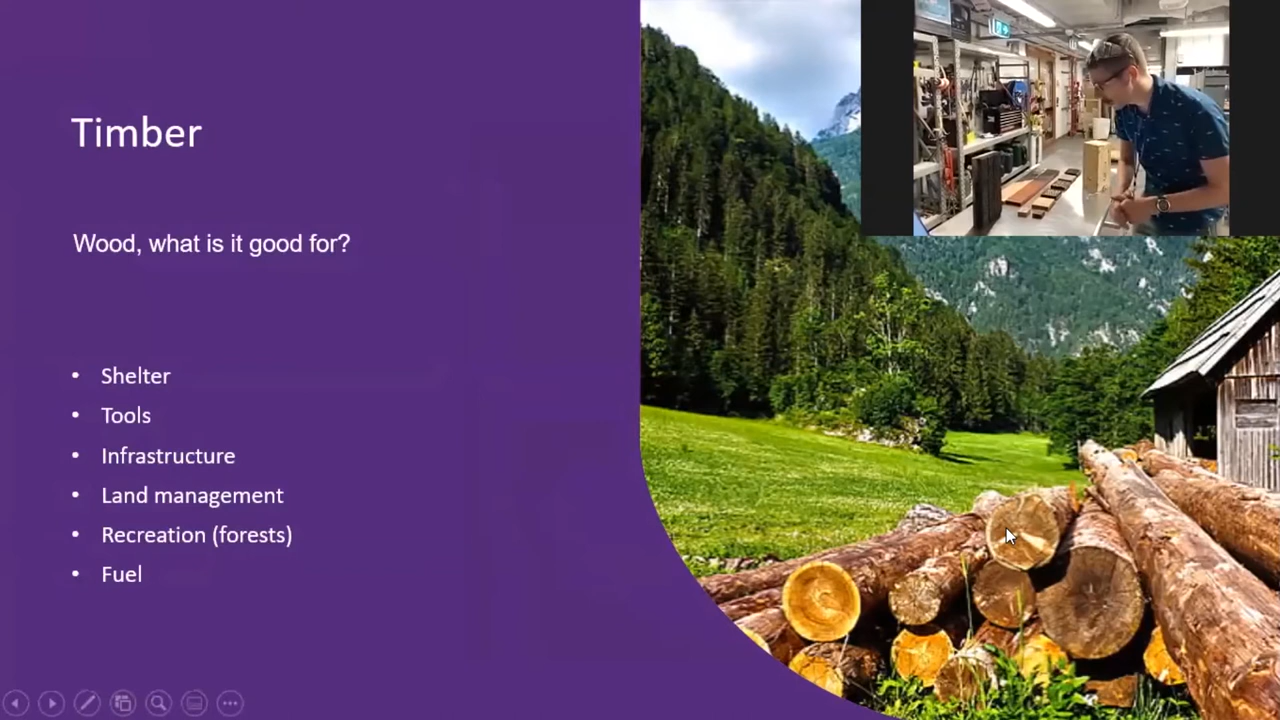 Timber
Wood, what is it good for?
• Shelter
• Tools
• Infrastructure
• Land management
• Recreation (forests)
• Fuel